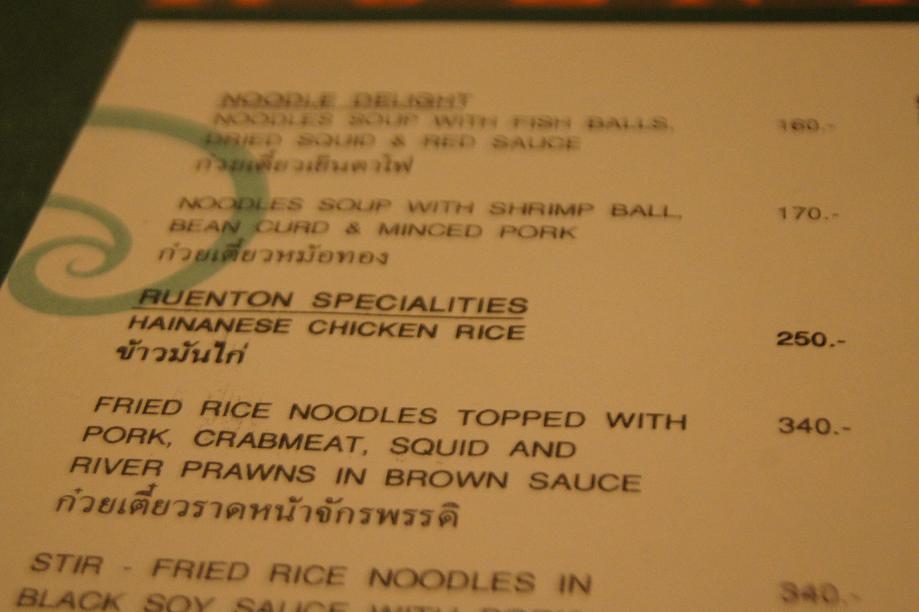 NOODLE DELIGHT
NOODLES SOUP WITH FISH BALLS, 160.-
DRIED SQUID & RED SAUCE
ก๋วยเตี๋ยวเย็นตาโฟ
NOODLES SOUP WITH SHRIMP BALL, 170.-
BEAN CURD & MINCED PORK
ก๋วยเตี๋ยวหม้อทอง
RUENTON SPECIALITIES
HAINANESE CHICKEN RICE 250.-
ข้าวมันไก่
FRIED RICE NOODLES TOPPED WITH 340.-
PORK, CRABMEAT, SQUID AND
RIVER PRAWNS IN BROWN SAUCE
ก๋วยเตี๋ยวราดหน้าจักรพรรดิ
STIR - FRIED RICE NOODLES IN 340.-
BLACK SOY SAUCE WITH